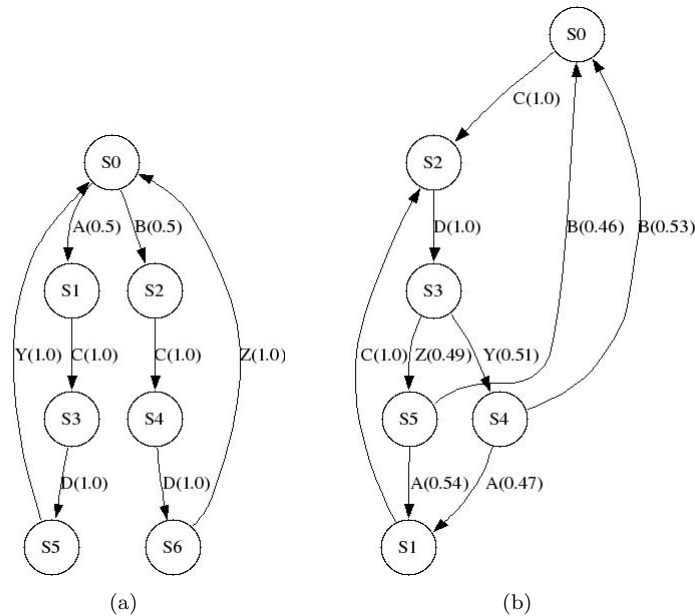 S0
A(0.5)
B(0.5)
S1
S2
Y(1.0)
C(1.0)
C(1.0)
Z(1.0)
S3
S4
D(1.0)
D(1.0)
S5
S6
(a)
S0
C(1.0)
S2
D(1.0)
B(0.46)
B(0.53)
S3
C(1.0)
Z(0.49)
Y(0.51)
S5
S4
A(0.54)
A(0.47)
S1
(b)